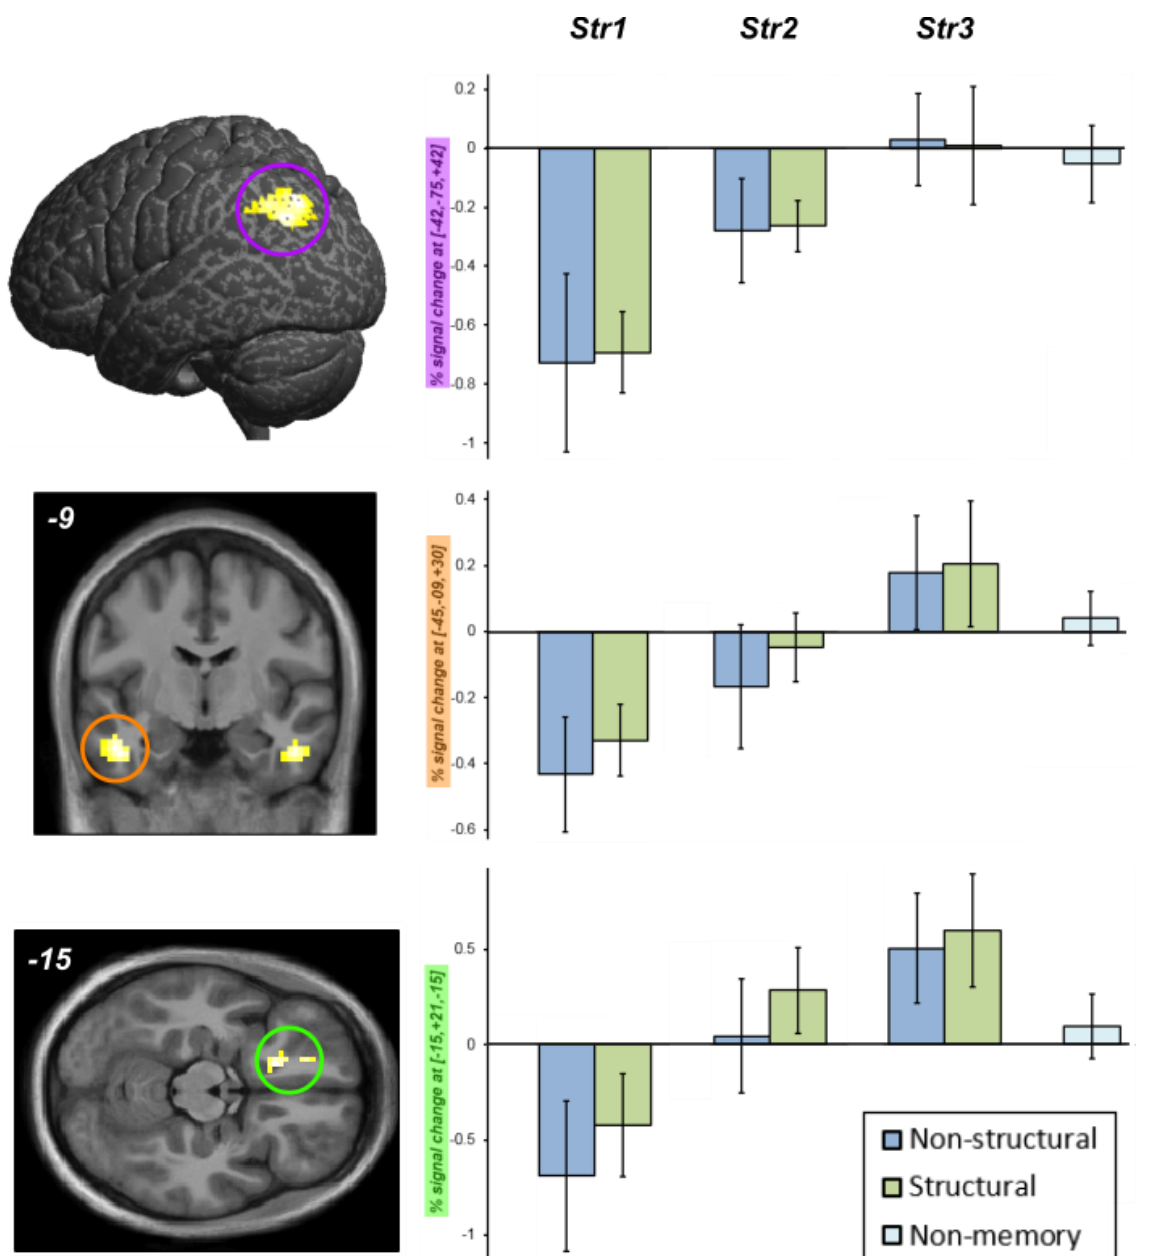 Str1 Str2 Str3
% signal change at [-42,-75,+42]
0.2
0
-0.2
-0.4
-0.6
-0.8
-1
-9
% signal change at [-45,-09,+30]
0.4
0.2
0
-0.2
-0.4
-0.6
-15
% signal change at [-15,+21,-15]
0.5
0
-0.5
-1
Non-structural
Structural
Non-memory